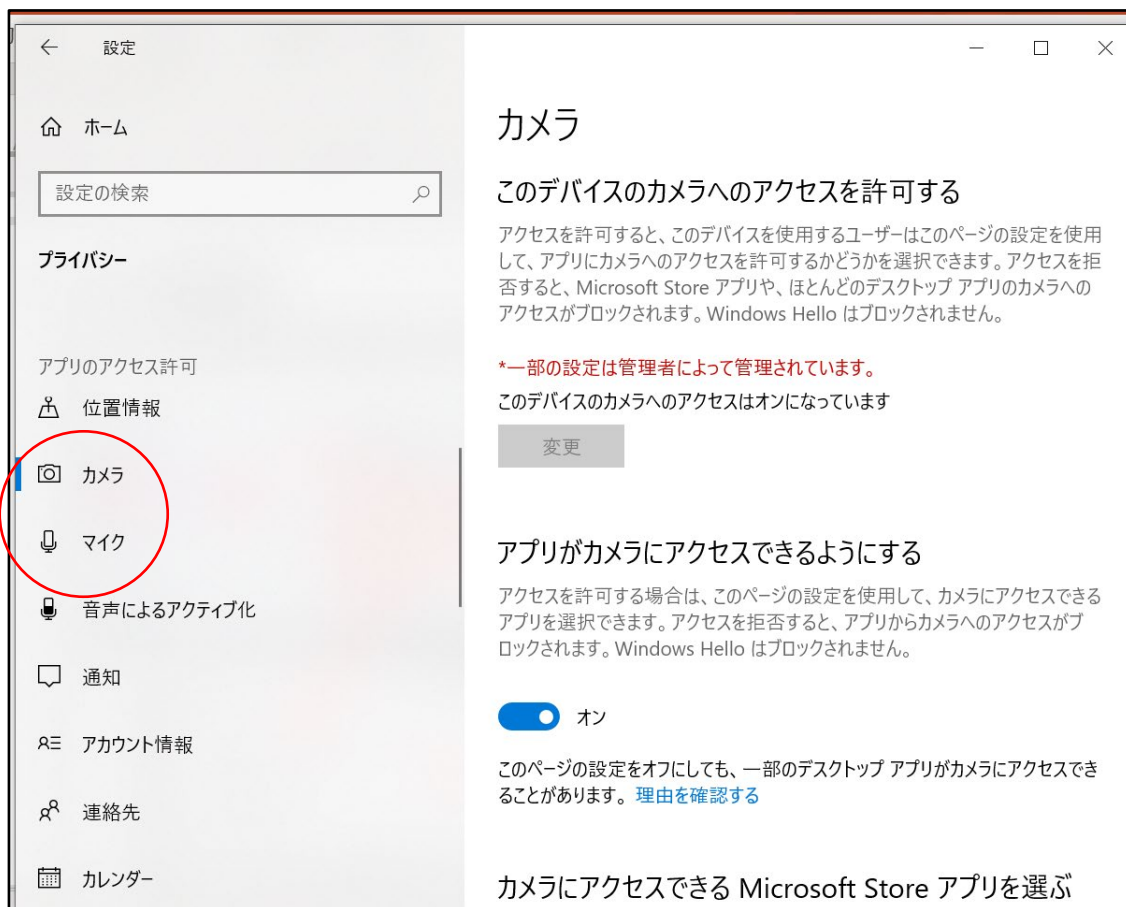 設定
ホーム
設定の検索
プライバシー
アプリのアクセス許可
位置情報
カメラ
マイク
音声によるアクティブ化
通知
アカウント情報
連絡先
カレンダー
カメラ
このデバイスのカメラへのアクセスを許可する
アクセスを許可すると、このデバイスを使用するユーザーはこのページの設定を使用
して、アプリにカメラへのアクセスを許可するかどうかを選択できます。アクセスを拒
否すると、Microsoft Store アプリや、ほとんどのデスクトップ アプリのカメラへの
アクセスがブロックされます。Windows Hello はブロックされません。
*一部の設定は管理者によって管理されています。
このデバイスのカメラへのアクセスはオンになっています
変更
アプリがカメラにアクセスできるようにする
アクセスを許可する場合は、このページの設定を使用して、カメラにアクセスできる
アプリを選択できます。アクセスを拒否すると、アプリからカメラへのアクセスがブ
ロックされます。Windows Hello はブロックされません。
オン
このページの設定をオフにしても、一部のデスクトップ アプリがカメラにアクセスでき
ることがあります。 理由を確認する
カメラにアクセスできる Microsoft Store アプリを選ぶ